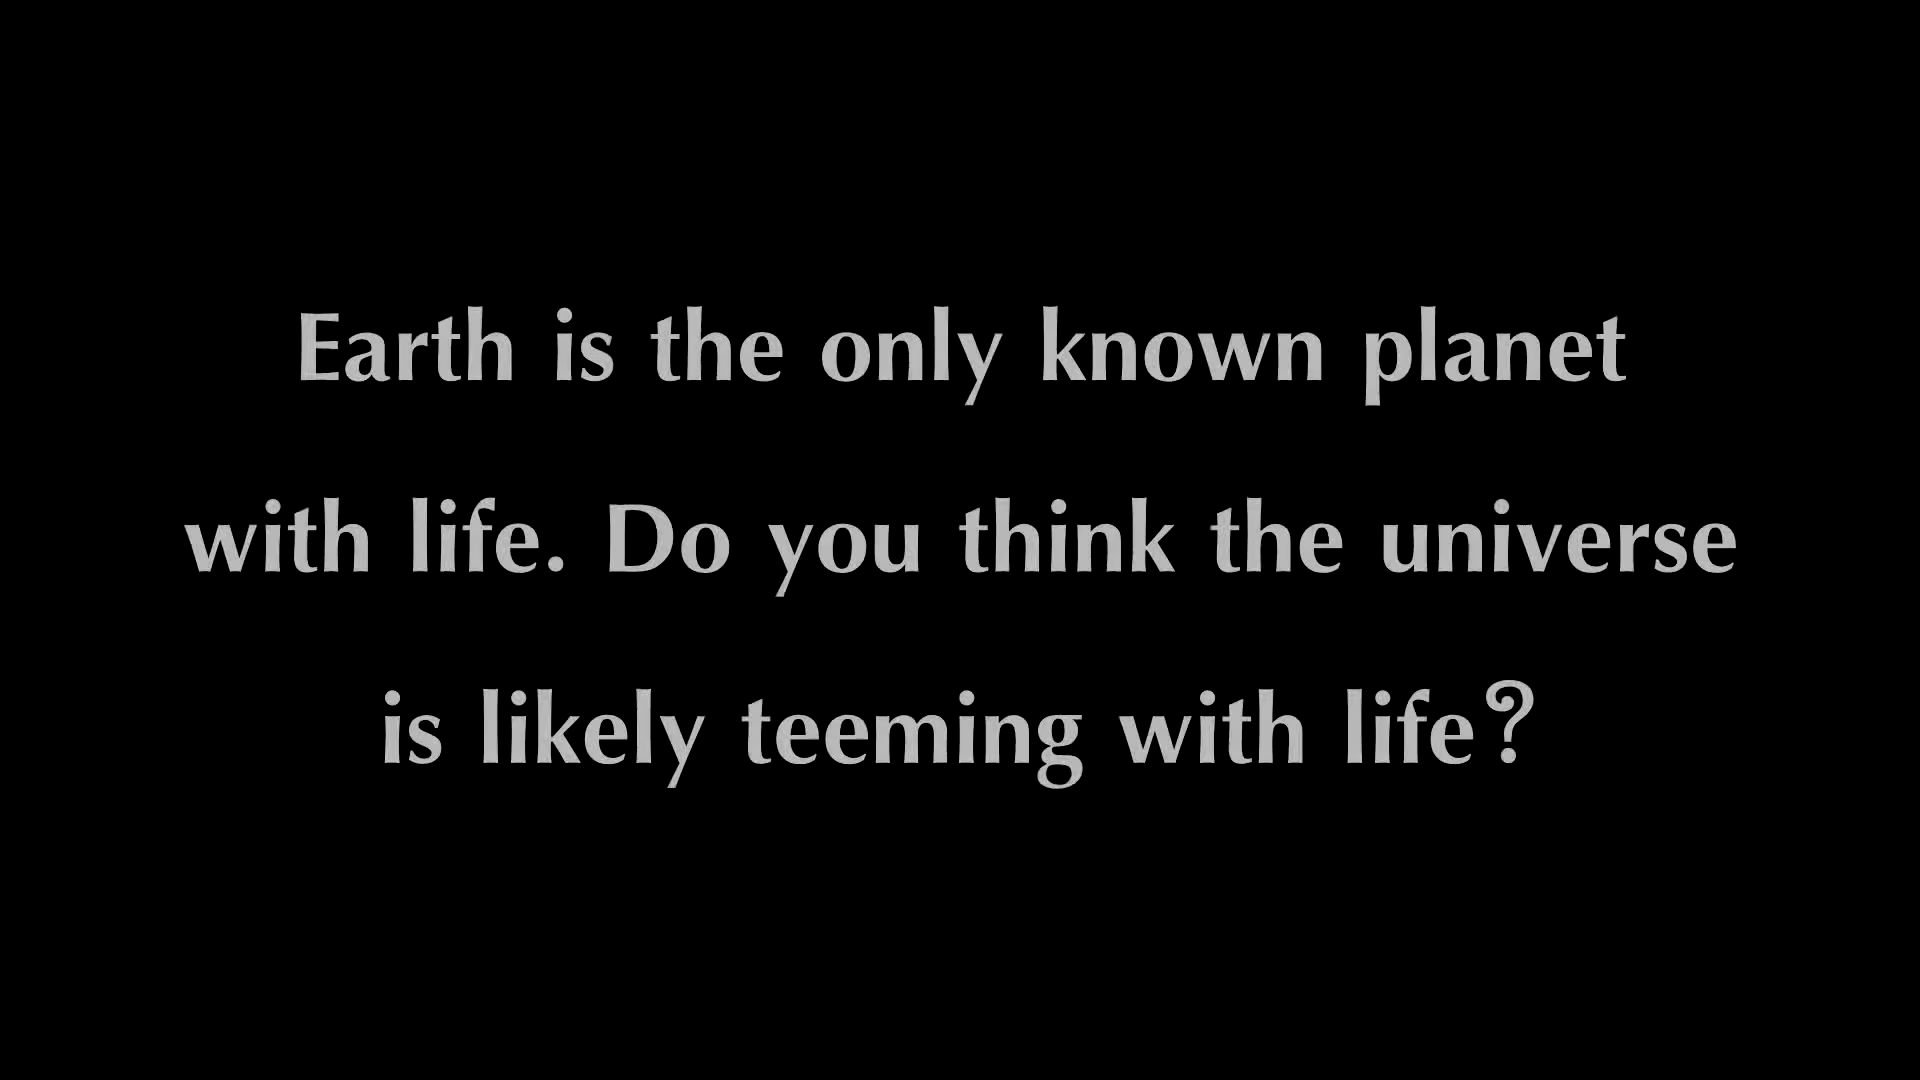 Earth is the only known planet
with life. Do you think the universe
is likely teeming with life?